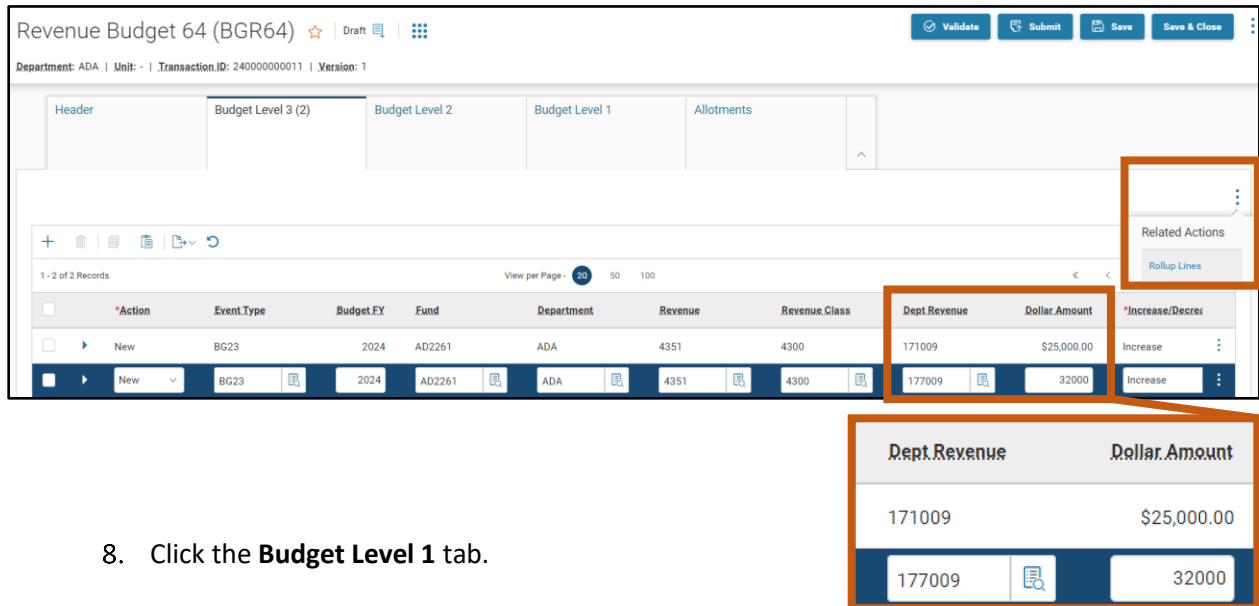 Revenue Budget 64 (BGR64) Draft Validate Submit Save Save & Close
Department: ADA | Unit: - | Transaction ID: 240000000011 | Version: 1
Header Budget Level 3 (2) Budget Level 2 Budget Level 1 Allotments
Related Actions
Rollup Lines
1 - 2 of 2 Records View per Page - 20 50 100
*Action Event Type Budget FY Fund Department Revenue Revenue Class Dept Revenue Dollar Amount *Increase/Decrea
New BG23 2024 AD2261 ADA 4351 4300 171009 $25,000.00 Increase
New BG23 2024 AD2261 ADA 4351 4300 177009 32000 Increase
Dept Revenue Dollar Amount
171009 $25,000.00
177009 32000
8. Click the Budget Level 1 tab.